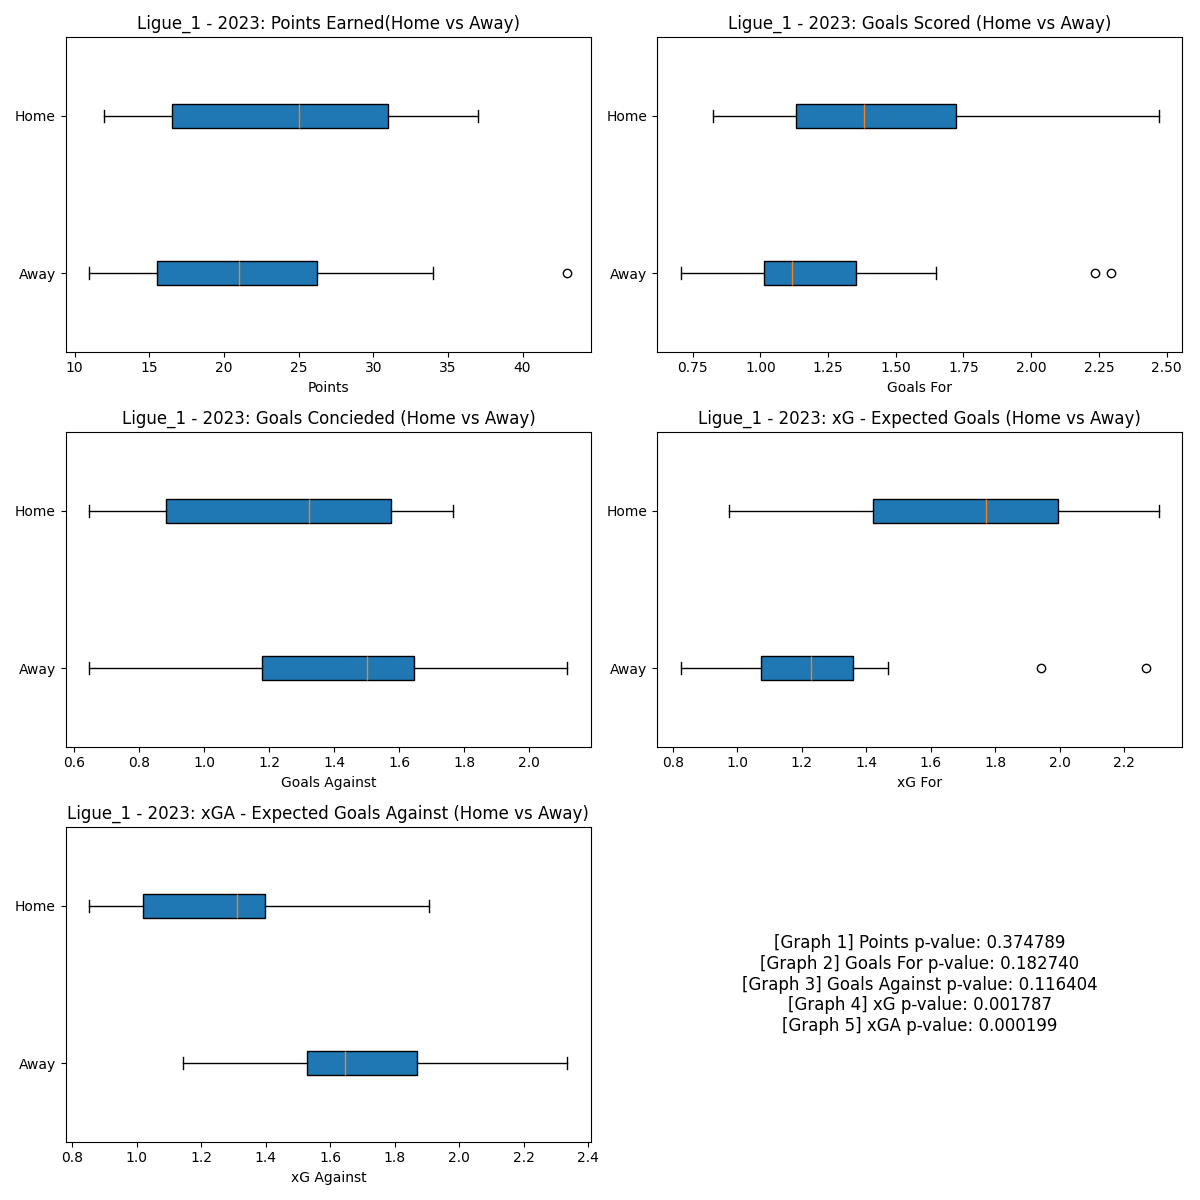 Ligue_1 - 2023: Points Earned(Home vs Away)
Home
Away
10 15 20 25 30 35 40
Points
Ligue_1 - 2023: Goals Scored (Home vs Away)
Home
Away
0.75 1.00 1.25 1.50 1.75 2.00 2.25 2.50
Goals For
Ligue_1 - 2023: Goals Concieded (Home vs Away)
Home
Away
0.6 0.8 1.0 1.2 1.4 1.6 1.8 2.0
Goals Against
Ligue_1 - 2023: xG - Expected Goals (Home vs Away)
Home
Away
0.8 1.0 1.2 1.4 1.6 1.8 2.0 2.2
xG For
Ligue_1 - 2023: xGA - Expected Goals Against (Home vs Away)
Home
Away
0.8 1.0 1.2 1.4 1.6 1.8 2.0 2.2 2.4
xG Against
[Graph 1] Points p-value: 0.374789
[Graph 2] Goals For p-value: 0.182740
[Graph 3] Goals Against p-value: 0.116404
[Graph 4] xG p-value: 0.001787
[Graph 5] xGA p-value: 0.000199